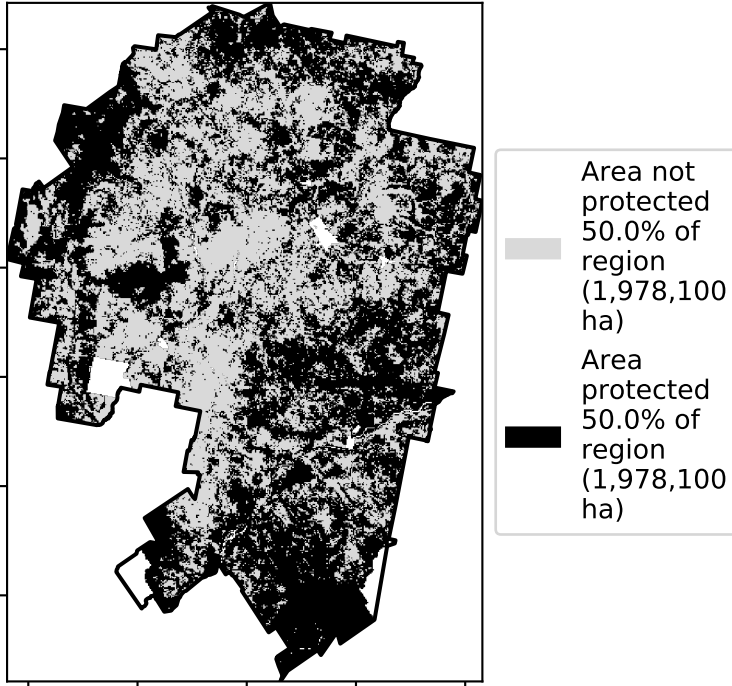 Area not
protected
50.0% of
region
(1,978,100
ha)
Area
protected
50.0% of
region
(1,978,100
ha)